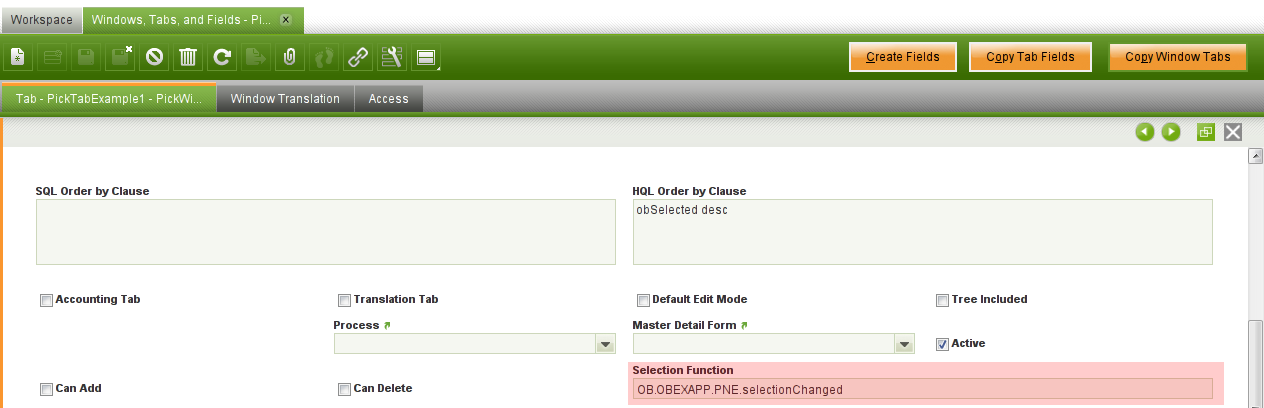 Workspace
Windows, Tabs, and Fields - Pi...
Create Fields
Copy Tab Fields
Copy Window Tabs
Tab - PickTabExample1 - PickWi...
Window Translation
Access
SQL Order by Clause
HQL Order by Clause
obSelected desc
Accounting Tab
Translation Tab
Default Edit Mode
Tree Included
Process
Master Detail Form
Active
Selection Function
Can Add
Can Delete
OB.OBEXAPP.PNE.selectionChanged